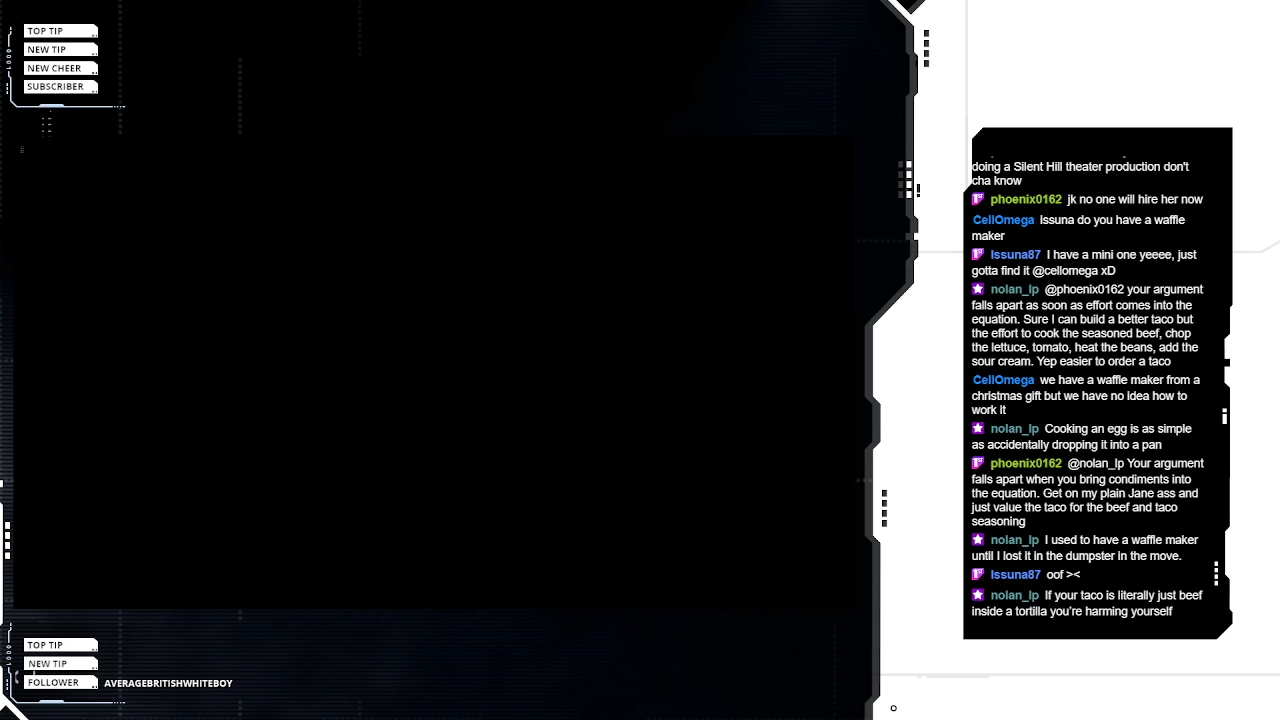 TOP TIP
NEW TIP
NEW CHEER
SUBSCRIBER
doing a Silent Hill theater production don't
cha know
phoenix0162 jk no one will hire her now
CellOmega Issuna do you have a waffle
maker
Issuna87 I have a mini one yeeee, just
gotta find it @cellomega xD
nolan_lp @phoenix0162 your argument
falls apart as soon as effort comes into the
equation. Sure I can build a better taco but
the effort to cook the seasoned beef, chop
the lettuce, tomato, heat the beans, add the
sour cream. Yep easier to order a taco
CellOmega we have a waffle maker from a
christmas gift but we have no idea how to
work it
nolan_lp Cooking an egg is as simple
as accidentally dropping it into a pan
phoenix0162 @nolan_lp Your argument
falls apart when you bring condiments into
the equation. Get on my plain Jane ass and
just value the taco for the beef and taco
seasoning
nolan_lp I used to have a waffle maker
until I lost it in the dumpster in the move.
Issuna87 oof ><
nolan_lp If your taco is literally just beef
inside a tortilla you're harming yourself
TOP TIP
NEW TIP
FOLLOWER AVERAGEBRITISHWHITEBOY